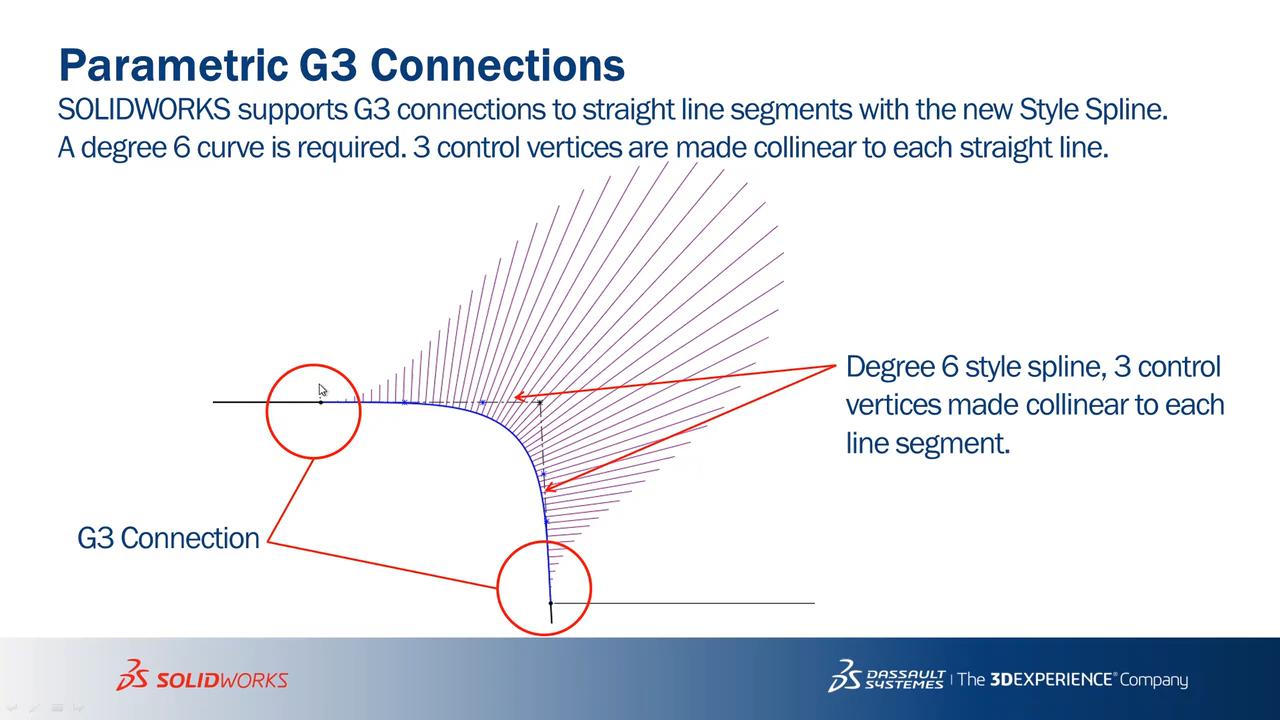 Parametric G3 Connections
SOLIDWORKS supports G3 connections to straight line segments with the new Style Spline.
A degree 6 curve is required. 3 control vertices are made collinear to each straight line.
Degree 6 style spline, 3 control
vertices made collinear to each
line segment.
G3 Connection
SOLIDWORKS
DASSAULT
SYSTEMES | The 3DEXPERIENCE® Company